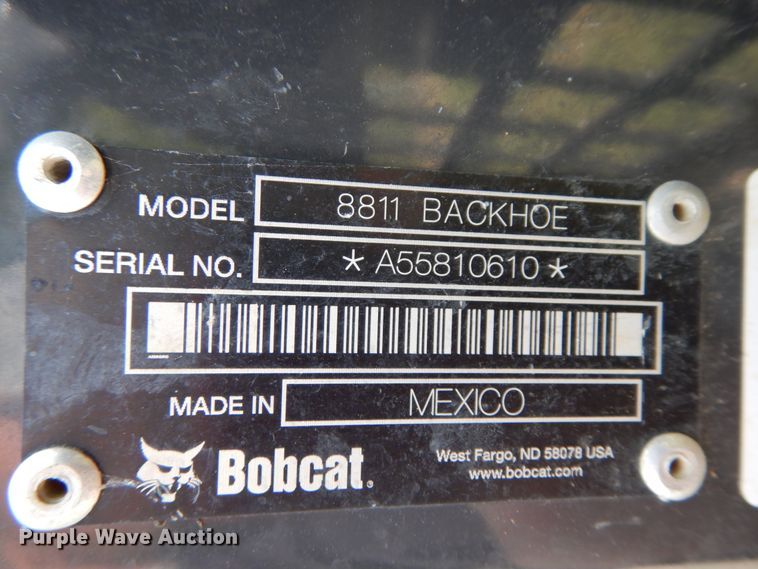 MODEL 8811 BACKHOE
SERIAL NO. *A55810610*
MADE IN MEXICO
Bobcat. West Fargo, ND 58078 USA
www.bobcat.com
Purple Wave Auction